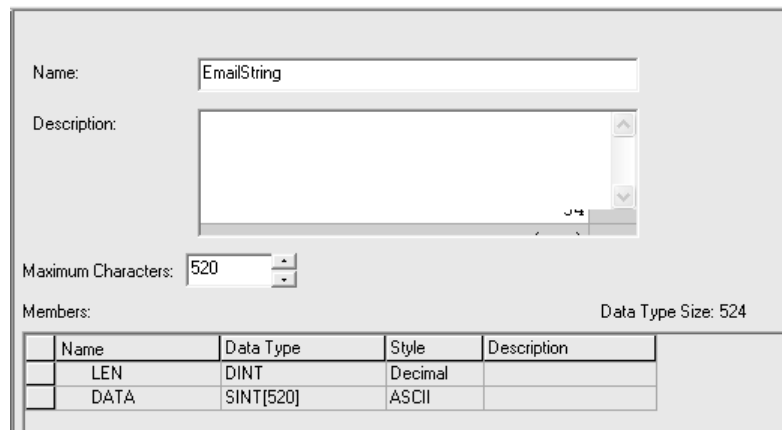 Name: EmailString
Description:
Maximum Characters: 520
Members: Data Type Size: 524
Name Data Type Style Description
LEN DINT Decimal
DATA SINT[520] ASCII